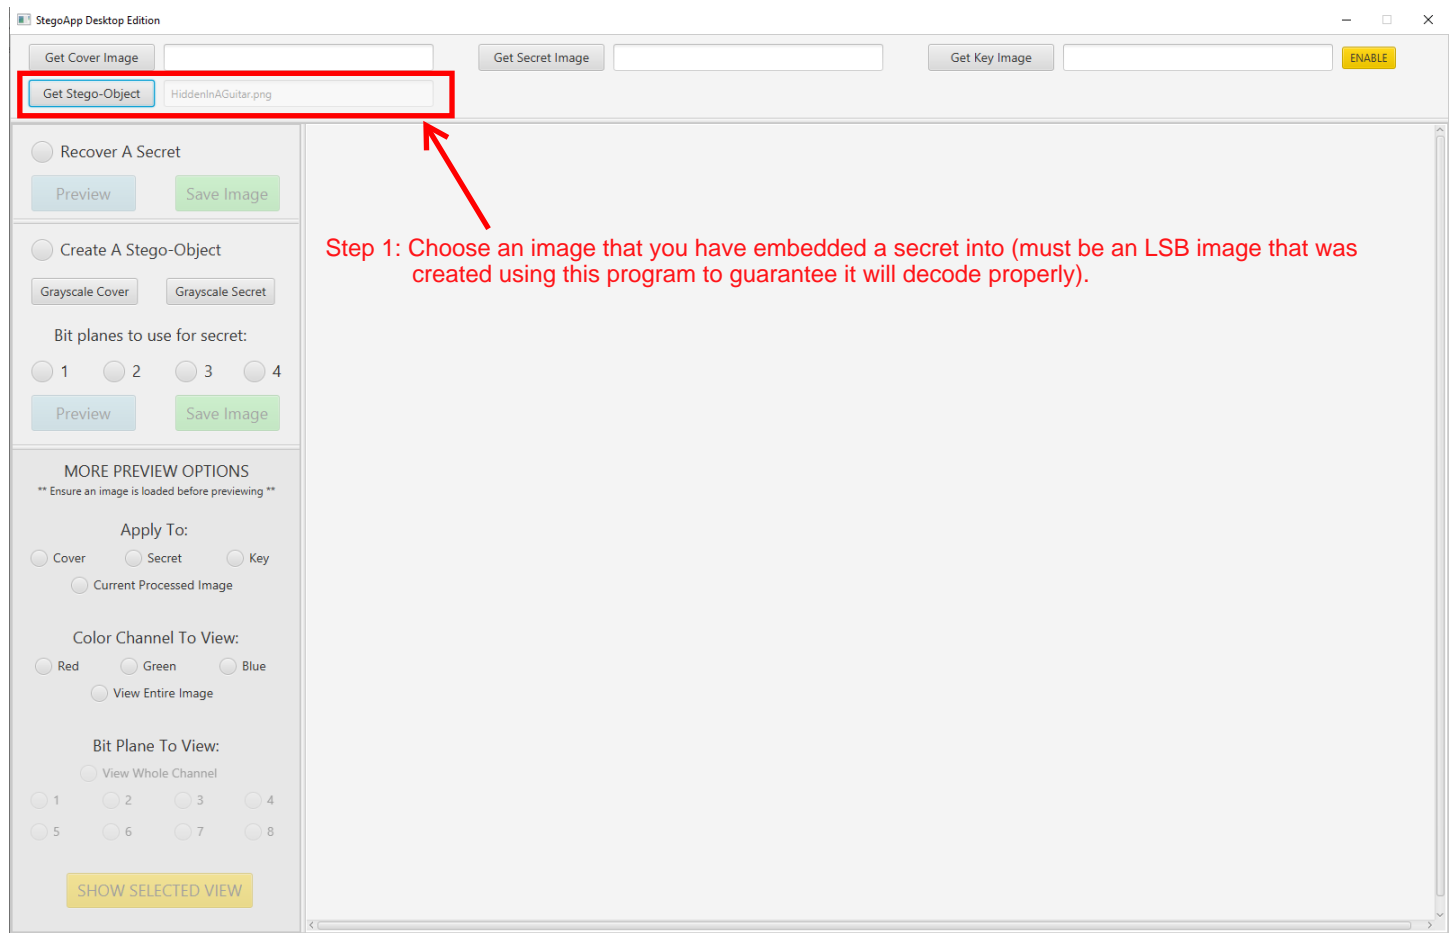 StegoApp Desktop Edition
Get Cover Image Get Secret Image Get Key Image ENABLE
Get Stego-Object HiddenInAGuitar.png
Recover A Secret
Preview Save Image
Step 1: Choose an image that you have embedded a secret into (must be an LSB image that was
created using this program to guarantee it will decode properly).
Create A Stego-Object
Grayscale Cover Grayscale Secret
Bit planes to use for secret:
1 2 3 4
Preview Save Image
MORE PREVIEW OPTIONS
** Ensure an image is loaded before previewing **
Apply To:
Cover Secret Key
Current Processed Image
Color Channel To View:
Red Green Blue
View Entire Image
Bit Plane To View:
View Whole Channel
1 2 3 4
5 6 7 8
SHOW SELECTED VIEW